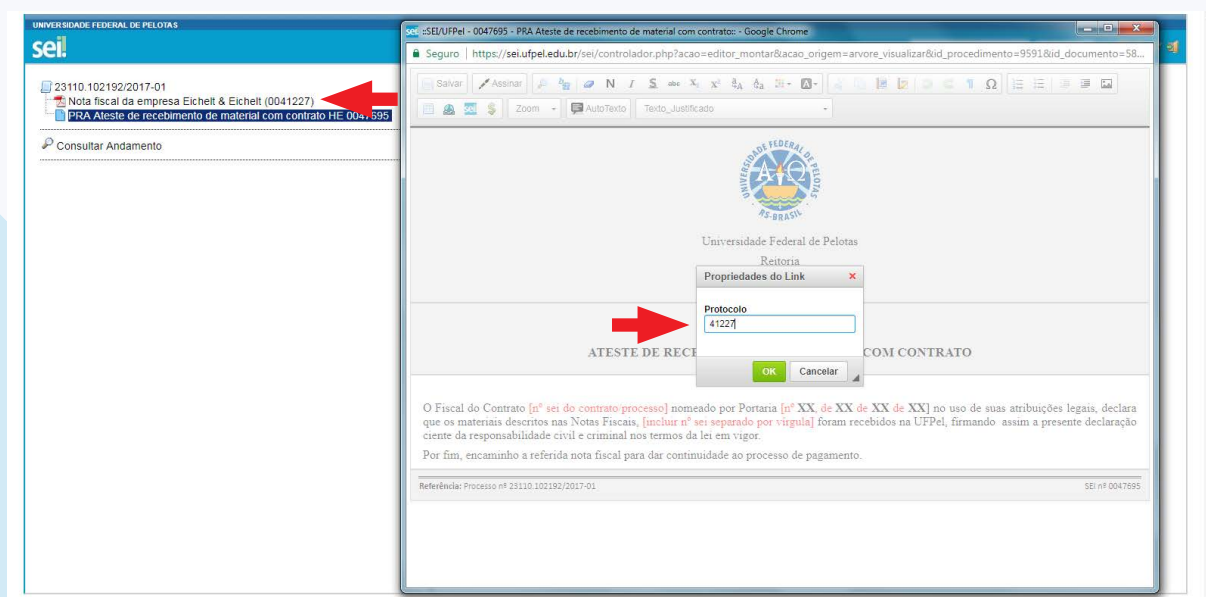 UNIVERSIDADE FEDERAL DE PELOTAS
sei!
23110.102192/2017-01
Nota fiscal da empresa Eichelt & Eichelt (0041227)
PRA Ateste de recebimento de material com contrato HE 0047695
Consultar Andamento
sei ::SEI/UFPel - 0047695 - PRA Ateste de recebimento de material com contrato:: - Google Chrome
Seguro | https://sei.ufpel.edu.br/sei/controlador.php?acao=editor_montar&acao_origem=arvore_visualizar&id_procedimento=9591&id_documento=58...
Salvar Assinar N I S abc X₂ X² Ω
sei $ Zoom AutoTexto Texto_Justificado
UNIVERSIDADE FEDERAL DE PELOTAS
RS-BRASIL
Universidade Federal de Pelotas
Reitoria
Propriedades do Link
Protocolo
41227
ATESTE DE RECE COM CONTRATO
OK Cancelar
O Fiscal do Contrato [nº sei do contrato/processo] nomeado por Portaria [nº XX, de XX de XX de XX] no uso de suas atribuições legais, declara
que os materiais descritos nas Notas Fiscais, [incluir nº sei separado por virgula] foram recebidos na UFPel, firmando assim a presente declaração
ciente da responsabilidade civil e criminal nos termos da lei em vigor.
Por fim, encaminho a referida nota fiscal para dar continuidade ao processo de pagamento.
Referência: Processo nº 23110.102192/2017-01 SEI nº 0047695